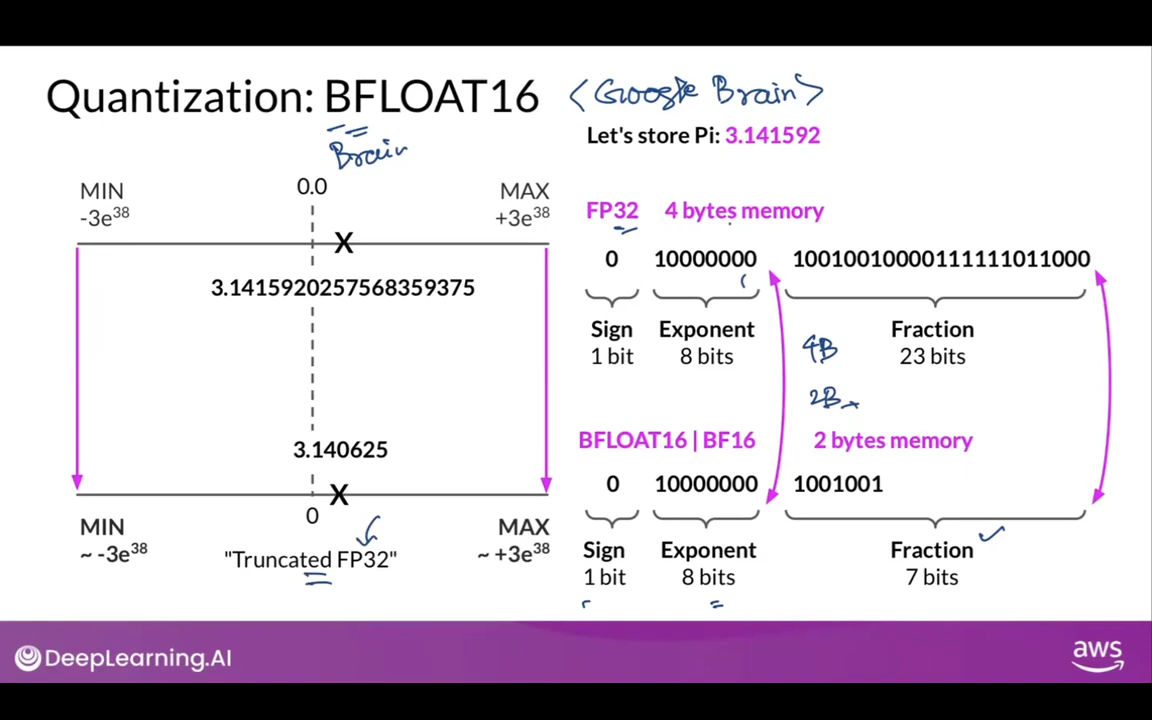 Quantization: BFLOAT16 <Google Brain>
Brain
Let's store Pi: 3.141592
MIN
-3e38
0.0
MAX
+3e38
X
3.1415920257568359375
3.140625
X
0
MIN
~ -3e38
"Truncated FP32"
MAX
~ +3e38
FP32 4 bytes memory
0 10000000 10010010000111111011000
Sign Exponent Fraction
1 bit 8 bits 23 bits
4B
2B
BFLOAT16 | BF16 2 bytes memory
0 10000000 1001001
Sign Exponent Fraction
1 bit 8 bits 7 bits
DeepLearning.AI
aws